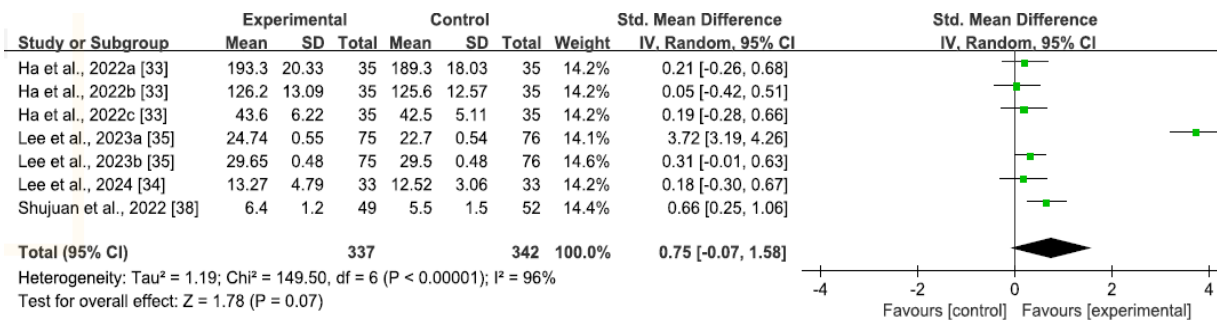 Experimental Control Std. Mean Difference Std. Mean Difference
Study or Subgroup Mean SD Total Mean SD Total Weight IV, Random, 95% CI IV, Random, 95% CI
Ha et al., 2022a [33] 193.3 20.33 35 189.3 18.03 35 14.2% 0.21 [-0.26, 0.68]
Ha et al., 2022b [33] 126.2 13.09 35 125.6 12.57 35 14.2% 0.05 [-0.42, 0.51]
Ha et al., 2022c [33] 43.6 6.22 35 42.5 5.11 35 14.2% 0.19 [-0.28, 0.66]
Lee et al., 2023a [35] 24.74 0.55 75 22.7 0.54 76 14.1% 3.72 [3.19, 4.26]
Lee et al., 2023b [35] 29.65 0.48 75 29.5 0.48 76 14.6% 0.31 [-0.01, 0.63]
Lee et al., 2024 [34] 13.27 4.79 33 12.52 3.06 33 14.2% 0.18 [-0.30, 0.67]
Shujuan et al., 2022 [38] 6.4 1.2 49 5.5 1.5 52 14.4% 0.66 [0.25, 1.06]
Total (95% CI) 337 342 100.0% 0.75 [-0.07, 1.58]
Heterogeneity: Tau² = 1.19; Chi² = 149.50, df = 6 (P < 0.00001); I² = 96%
Test for overall effect: Z = 1.78 (P = 0.07)
-4 -2 0 2 4
Favours [control] Favours [experimental]